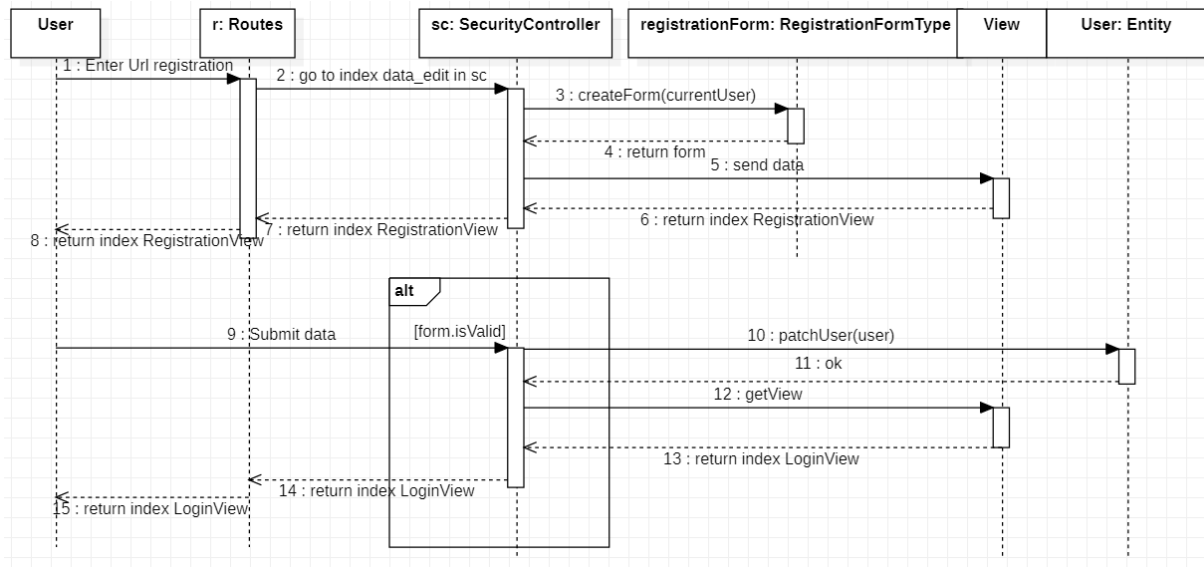 User
r: Routes
sc: SecurityController
registrationForm: RegistrationFormType
View
User: Entity
1 : Enter Url registration
2 : go to index data_edit in sc
3 : createForm(currentUser)
4 : return form
5 : send data
6 : return index RegistrationView
7 : return index RegistrationView
8 : return index RegistrationView
alt
9 : Submit data
[form.isValid]
10 : patchUser(user)
11 : ok
12 : getView
13 : return index LoginView
14 : return index LoginView
15 : return index LoginView